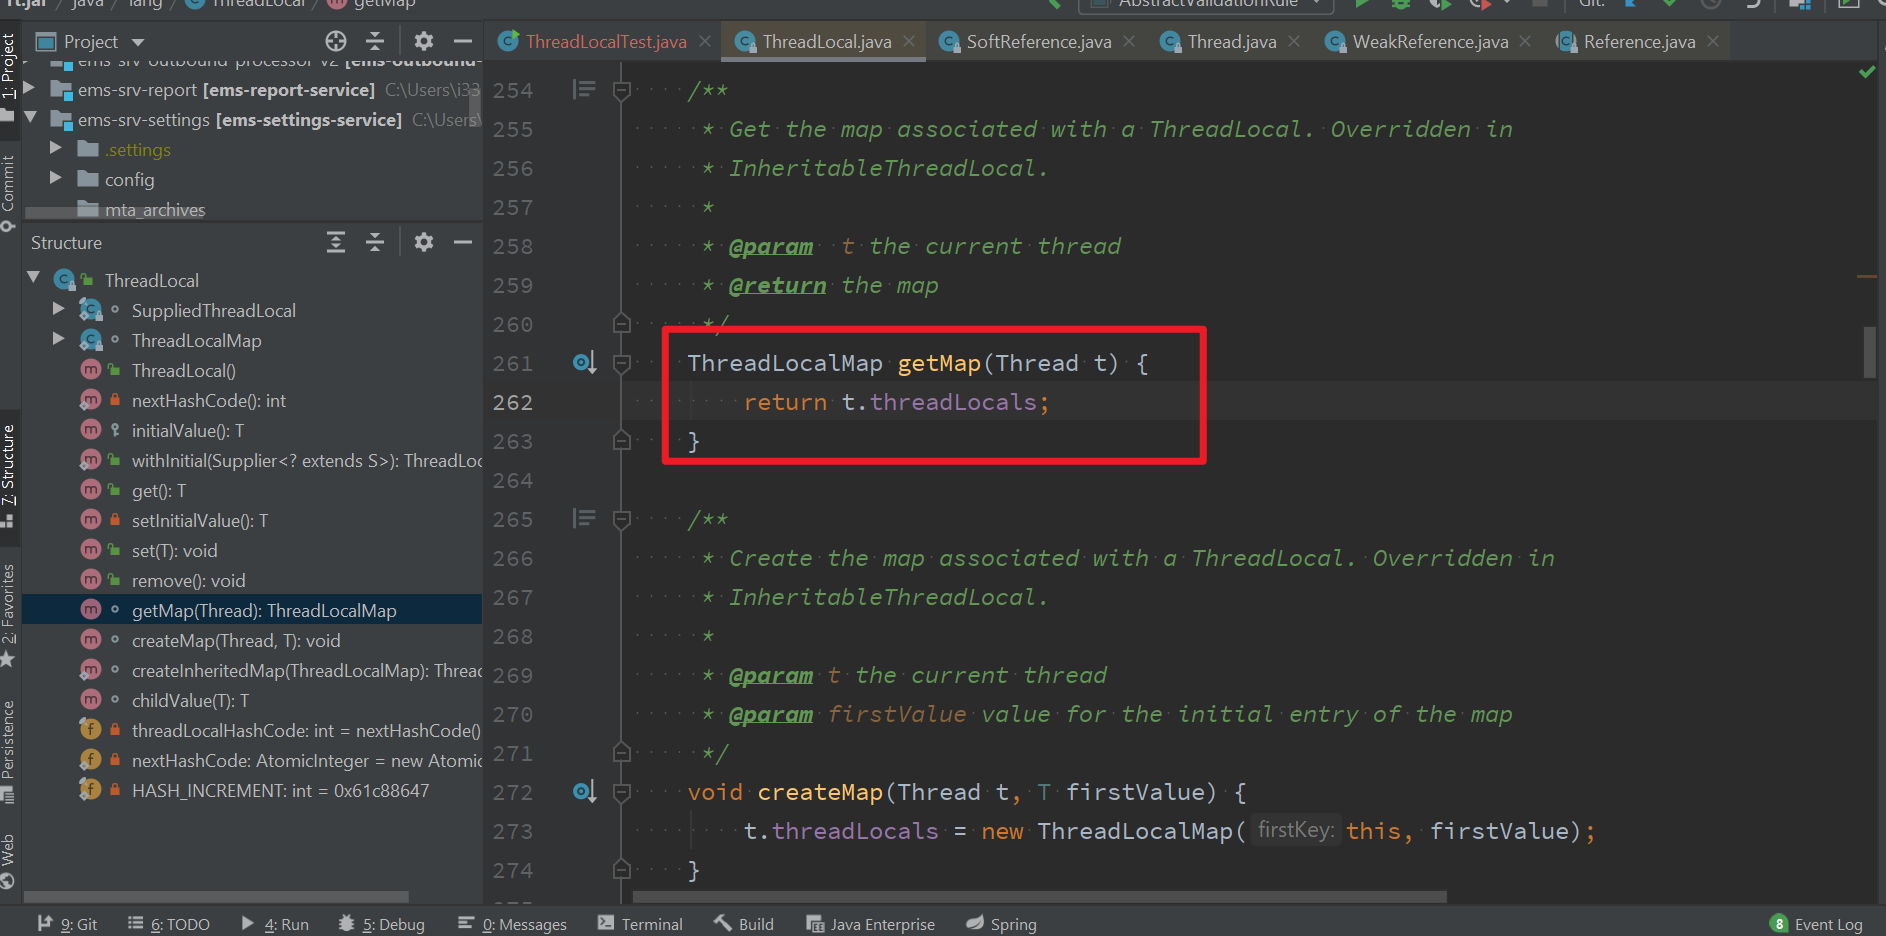 rt.jar / java / lang / ThreadLocal / getMap
AbstractValidationRule
Git:
1: Project
Commit
7: Structure
2: Favorites
Persistence
Web
Project
ems-srv-outbound-processor-v2 [ems-outbound-
ems-srv-report [ems-report-service] C:\Users\i33
ems-srv-settings [ems-settings-service] C:\Users\
.settings
config
mta_archives
Structure
ThreadLocal
SuppliedThreadLocal
ThreadLocalMap
ThreadLocal()
nextHashCode(): int
initialValue(): T
withInitial(Supplier<? extends S>): ThreadLoc
get(): T
setInitialValue(): T
set(T): void
remove(): void
getMap(Thread): ThreadLocalMap
createMap(Thread, T): void
createInheritedMap(ThreadLocalMap): Thread
childValue(T): T
threadLocalHashCode: int = nextHashCode()
nextHashCode: AtomicInteger = new Atomic
HASH_INCREMENT: int = 0x61c88647
ThreadLocalTest.java
ThreadLocal.java
SoftReference.java
Thread.java
WeakReference.java
Reference.java
254 /**
255 * Get the map associated with a ThreadLocal. Overridden in
256 * InheritableThreadLocal.
257 *
258 * @param t the current thread
259 * @return the map
260 */
261 ThreadLocalMap getMap(Thread t) {
262 return t.threadLocals;
263 }
264
265 /**
266 * Create the map associated with a ThreadLocal. Overridden in
267 * InheritableThreadLocal.
268 *
269 * @param t the current thread
270 * @param firstValue value for the initial entry of the map
271 */
272 void createMap(Thread t, T firstValue) {
273 t.threadLocals = new ThreadLocalMap( firstKey: this, firstValue);
274 }
9: Git
6: TODO
4: Run
5: Debug
0: Messages
Terminal
Build
Java Enterprise
Spring
8 Event Log